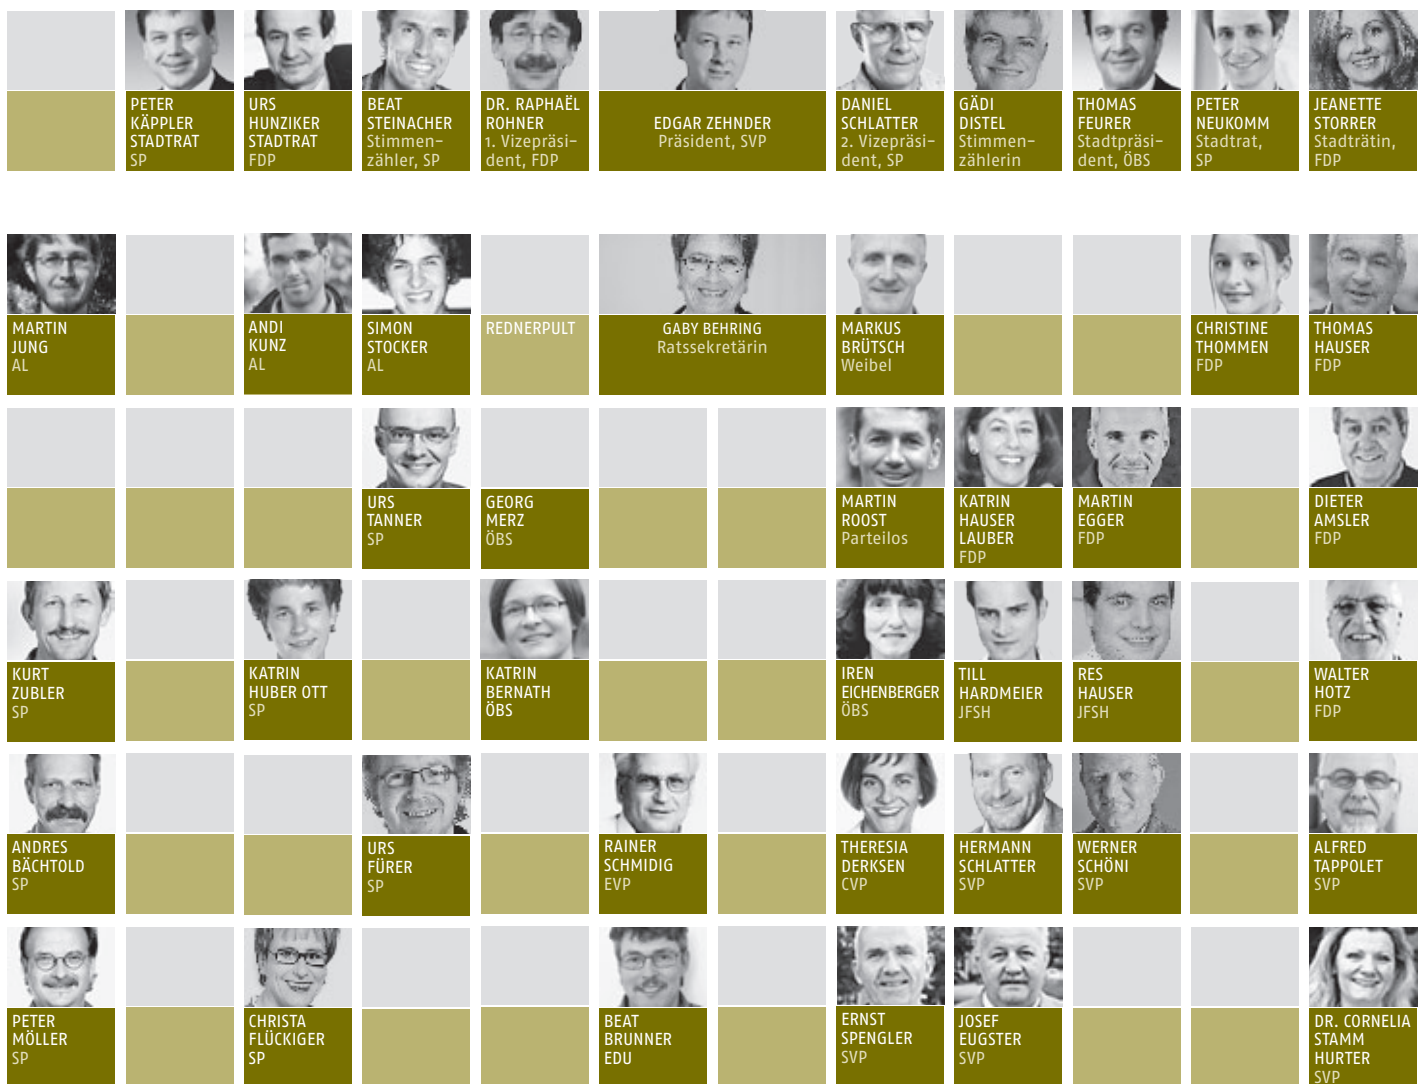 PETER
KÄPPLER
STADTRAT
SP
URS
HUNZIKER
STADTRAT
FDP
BEAT
STEINACHER
Stimmen-
zähler, SP
DR. RAPHAËL
ROHNER
1. Vizepräsi-
dent, FDP
EDGAR ZEHNDER
Präsident, SVP
DANIEL
SCHLATTER
2. Vizepräsi-
dent, SP
GÄDI
DISTEL
Stimmen-
zählerin
THOMAS
FEURER
Stadtpräsi-
dent, ÖBS
PETER
NEUKOMM
Stadtrat,
SP
JEANETTE
STORRER
Stadträtin,
FDP
MARTIN
JUNG
AL
ANDI
KUNZ
AL
SIMON
STOCKER
AL
REDNERPULT
GABY BEHRING
Ratssekretärin
MARKUS
BRÜTSCH
Weibel
CHRISTINE
THOMMEN
FDP
THOMAS
HAUSER
FDP
URS
TANNER
SP
GEORG
MERZ
ÖBS
MARTIN
ROOST
Parteilos
KATRIN
HAUSER
LAUBER
FDP
MARTIN
EGGER
FDP
DIETER
AMSLER
FDP
KURT
ZUBLER
SP
KATRIN
HUBER OTT
SP
KATRIN
BERNATH
ÖBS
IREN
EICHENBERGER
ÖBS
TILL
HARDMEIER
JFSH
RES
HAUSER
JFSH
WALTER
HOTZ
FDP
ANDRES
BÄCHTOLD
SP
URS
FÜRER
SP
RAINER
SCHMIDIG
EVP
THERESIA
DERKSEN
CVP
HERMANN
SCHLATTER
SVP
WERNER
SCHÖNI
SVP
ALFRED
TAPPOLET
SVP
PETER
MÖLLER
SP
CHRISTA
FLÜCKIGER
SP
BEAT
BRUNNER
EDU
ERNST
SPENGLER
SVP
JOSEF
EUGSTER
SVP
DR. CORNELIA
STAMM
HURTER
SVP